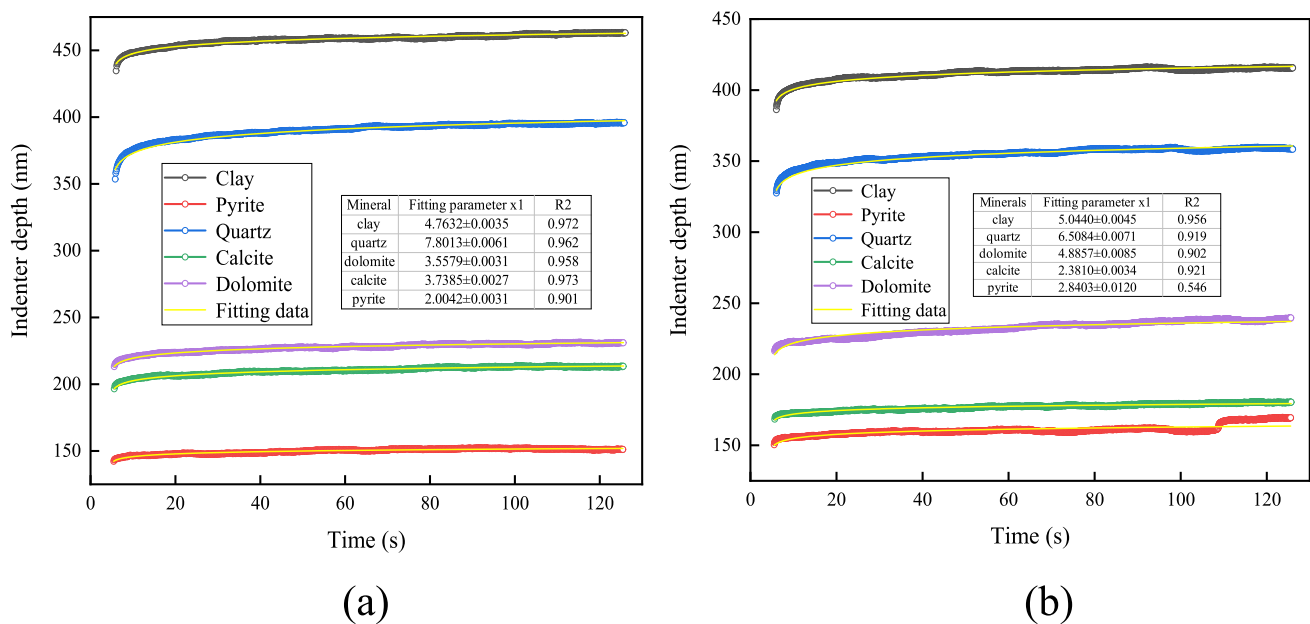 450
400
350
300
250
200
150
0
20
40
60
80
100
120
Indenter depth (nm)
Time (s)
Clay
Pyrite
Quartz
Calcite
Dolomite
Fitting data
Mineral Fitting parameter x1 R2
clay 4.7632±0.0035 0.972
quartz 7.8013±0.0061 0.962
dolomite 3.5579±0.0031 0.958
calcite 3.7385±0.0027 0.973
pyrite 2.0042±0.0031 0.901
(a)
450
400
350
300
250
200
150
0
20
40
60
80
100
120
Indenter depth (nm)
Time (s)
Clay
Pyrite
Quartz
Calcite
Dolomite
Fitting data
Minerals Fitting parameter x1 R2
clay 5.0440±0.0045 0.956
quartz 6.5084±0.0071 0.919
dolomite 4.8857±0.0085 0.902
calcite 2.3810±0.0034 0.921
pyrite 2.8403±0.0120 0.546
(b)